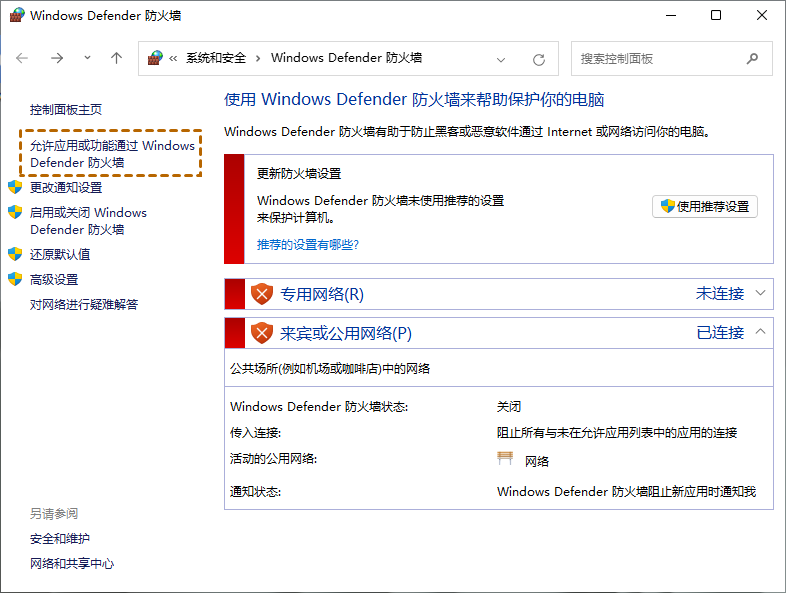 Windows Defender 防火墙
« 系统和安全 › Windows Defender 防火墙
搜索控制面板
控制面板主页
允许应用或功能通过 Windows
Defender 防火墙
更改通知设置
启用或关闭 Windows
Defender 防火墙
还原默认值
高级设置
对网络进行疑难解答
另请参阅
安全和维护
网络和共享中心
使用 Windows Defender 防火墙来帮助保护你的电脑
Windows Defender 防火墙有助于防止黑客或恶意软件通过 Internet 或网络访问你的电脑。
更新防火墙设置
Windows Defender 防火墙未使用推荐的设置
来保护计算机。
使用推荐设置
推荐的设置有哪些?
专用网络(R) 未连接
来宾或公用网络(P) 已连接
公共场所(例如机场或咖啡店)中的网络
Windows Defender 防火墙状态: 关闭
传入连接: 阻止所有与未在允许应用列表中的应用的连接
活动的公用网络: 网络
通知状态: Windows Defender 防火墙阻止新应用时通知我